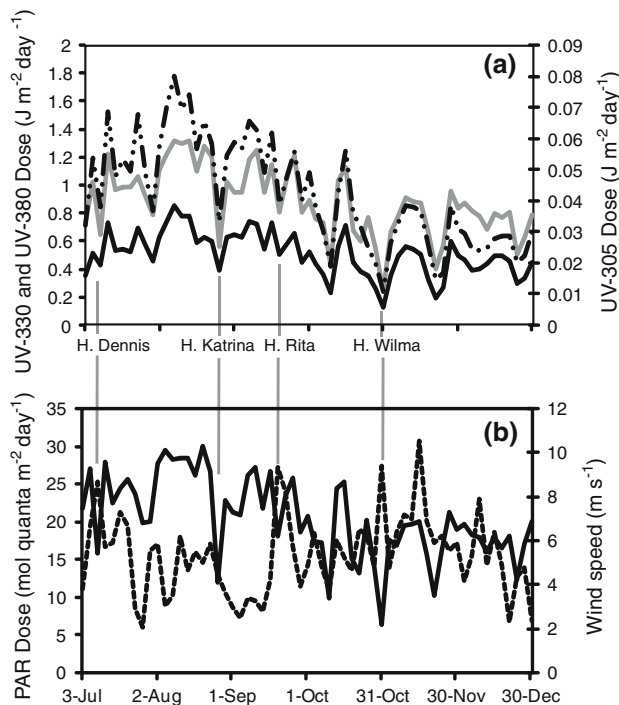 (a)
UV-330 and UV-380 Dose (J m-2 day-1)
2
1.8
1.6
1.4
1.2
1
0.8
0.6
0.4
0.2
0
0.09
0.08
0.07
0.06
0.05
0.04
0.03
0.02
0.01
0
UV-305 Dose (J m-2 day-1)
H. Dennis
H. Katrina
H. Rita
H. Wilma
(b)
PAR Dose (mol quanta m-2 day-1)
35
30
25
20
15
10
5
0
12
10
8
6
4
2
0
Wind speed (m s-1)
3-Jul
2-Aug
1-Sep
1-Oct
31-Oct
30-Nov
30-Dec